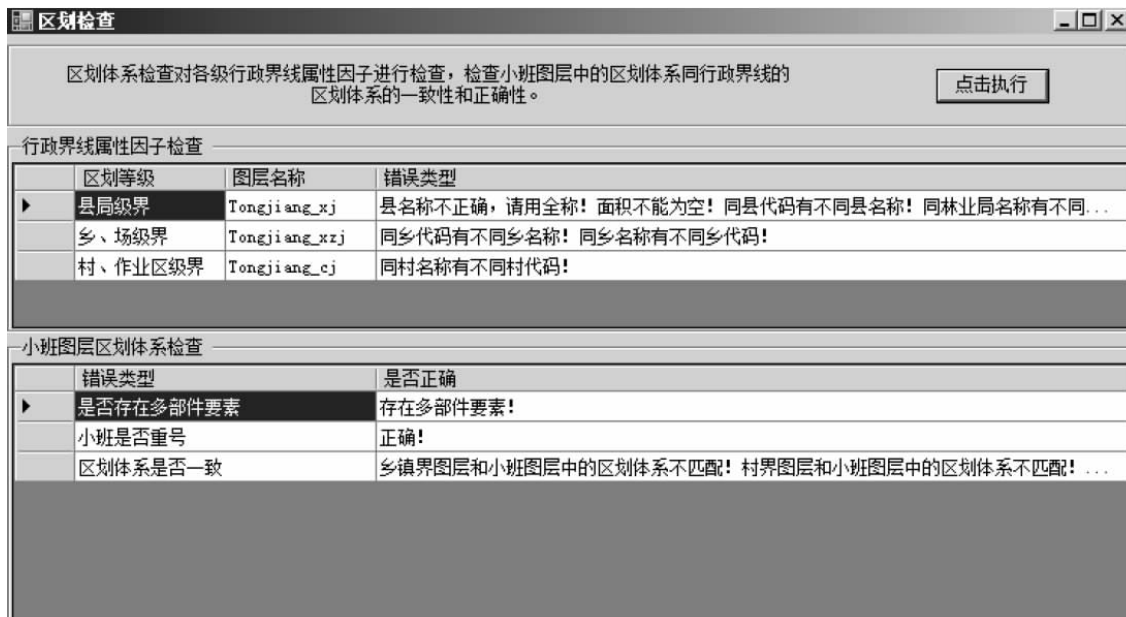 区划检查
区划体系检查对各级行政界线属性因子进行检查，检查小班图层中的区划体系同行政界线的
区划体系的一致性和正确性。
点击执行
行政界线属性因子检查
区划等级 图层名称 错误类型
县局级界 Tongjiang_xj 县名称不正确，请用全称！面积不能为空！同县代码有不同县名称！同林业局名称有不同...
乡、场级界 Tongjiang_xzj 同乡代码有不同乡名称！同乡名称有不同乡代码！
村、作业区级界 Tongjiang_cj 同村名称有不同村代码！
小班图层区划体系检查
错误类型 是否正确
是否存在多部件要素 存在多部件要素！
小班是否重号 正确！
区划体系是否一致 乡镇界图层和小班图层中的区划体系不匹配！村界图层和小班图层中的区划体系不匹配！...